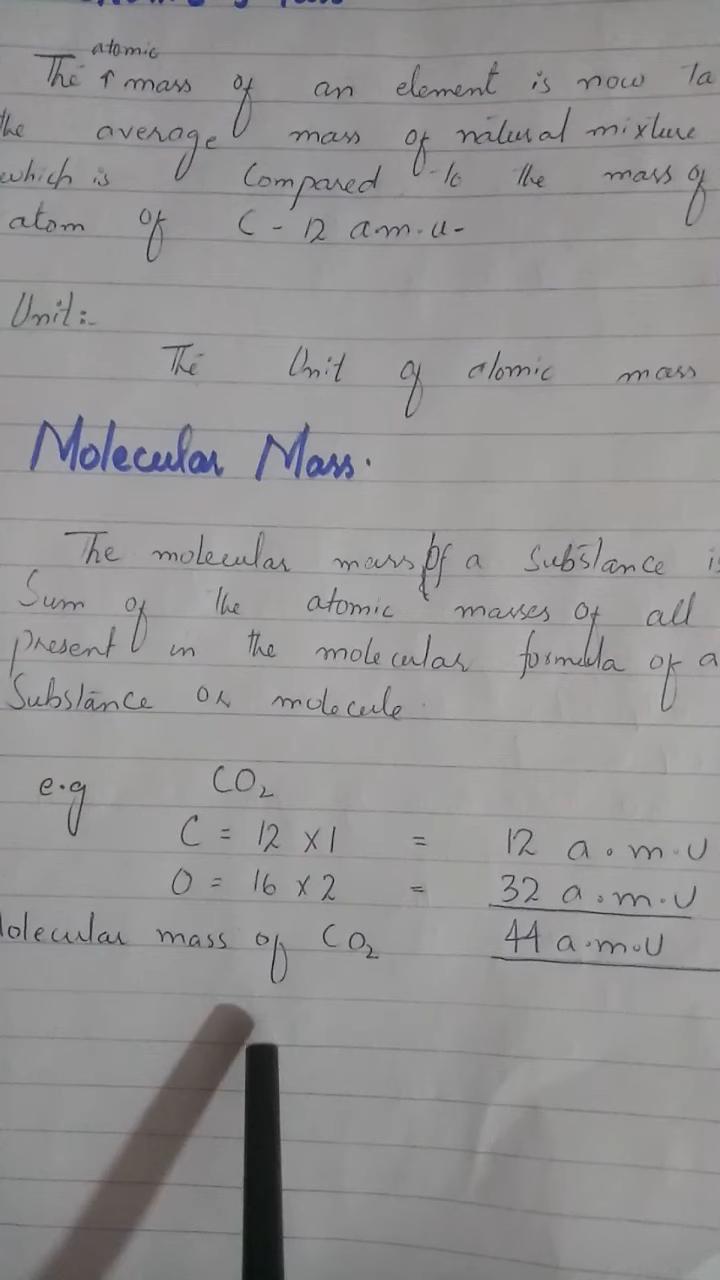 The atomic mass of an element is now ta
the average mass of natural mixture
which is Compared to the mass of
atom of C - 12 a.m.u-
Unit:-
The Unit of atomic mass
Molecular Mass.
The molecular mass of a Substance is
Sum of the atomic masses of all
present in the molecular formula of a
Substance or molecule.
e.g CO₂
C = 12 x 1 = 12 a.m.U
O = 16 x 2 = 32 a.m.U
Molecular mass of CO₂ 44 a.m.U